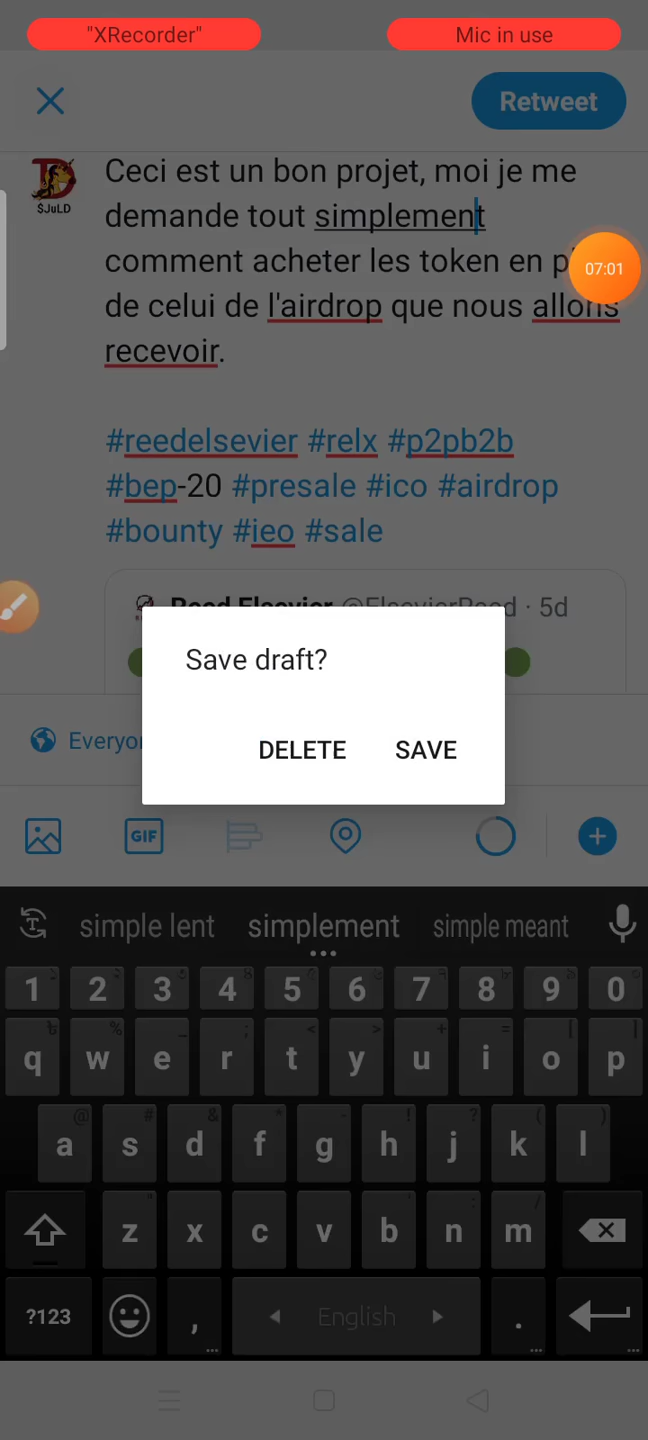 "XRecorder" Mic in use
Retweet
$JuLD
Ceci est un bon projet, moi je me
demande tout simplement
07:01
comment acheter les token en p
de celui de l'airdrop que nous allons
recevoir.
#reedelsevier #relx #p2pb2b
#bep-20 #presale #ico #airdrop
#bounty #ieo #sale
Reed Elsevier @ElsevierReed · 5d
Save draft?
DELETE SAVE
Everyo
GIF
simple lent simplement simple meant
1 2 3 4 5 6 7 8 9 0
q w e r t y u i o p
a s d f g h j k l
z x c v b n m
?123 , English .